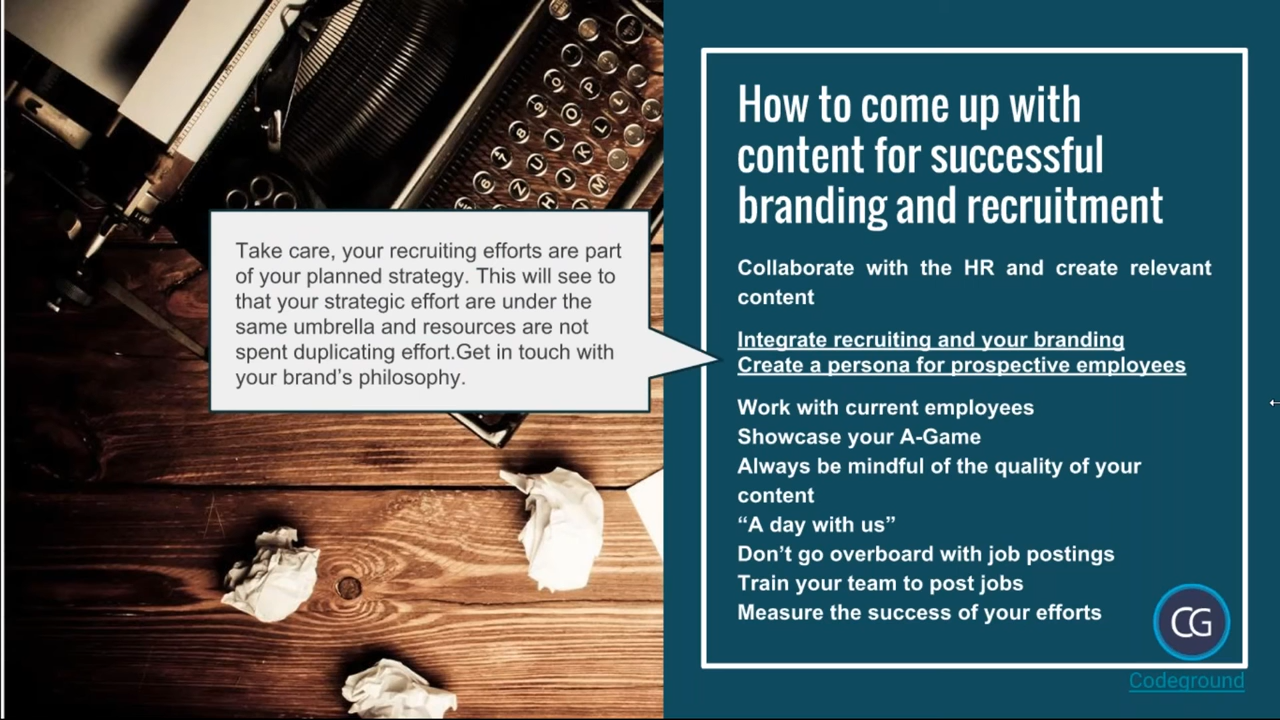 How to come up with
content for successful
branding and recruitment
Take care, your recruiting efforts are part
of your planned strategy. This will see to
that your strategic effort are under the
same umbrella and resources are not
spent duplicating effort.Get in touch with
your brand’s philosophy.
Collaborate with the HR and create relevant
content
Integrate recruiting and your branding
Create a persona for prospective employees
Work with current employees
Showcase your A-Game
Always be mindful of the quality of your
content
“A day with us”
Don’t go overboard with job postings
Train your team to post jobs
Measure the success of your efforts
CG
Codeground